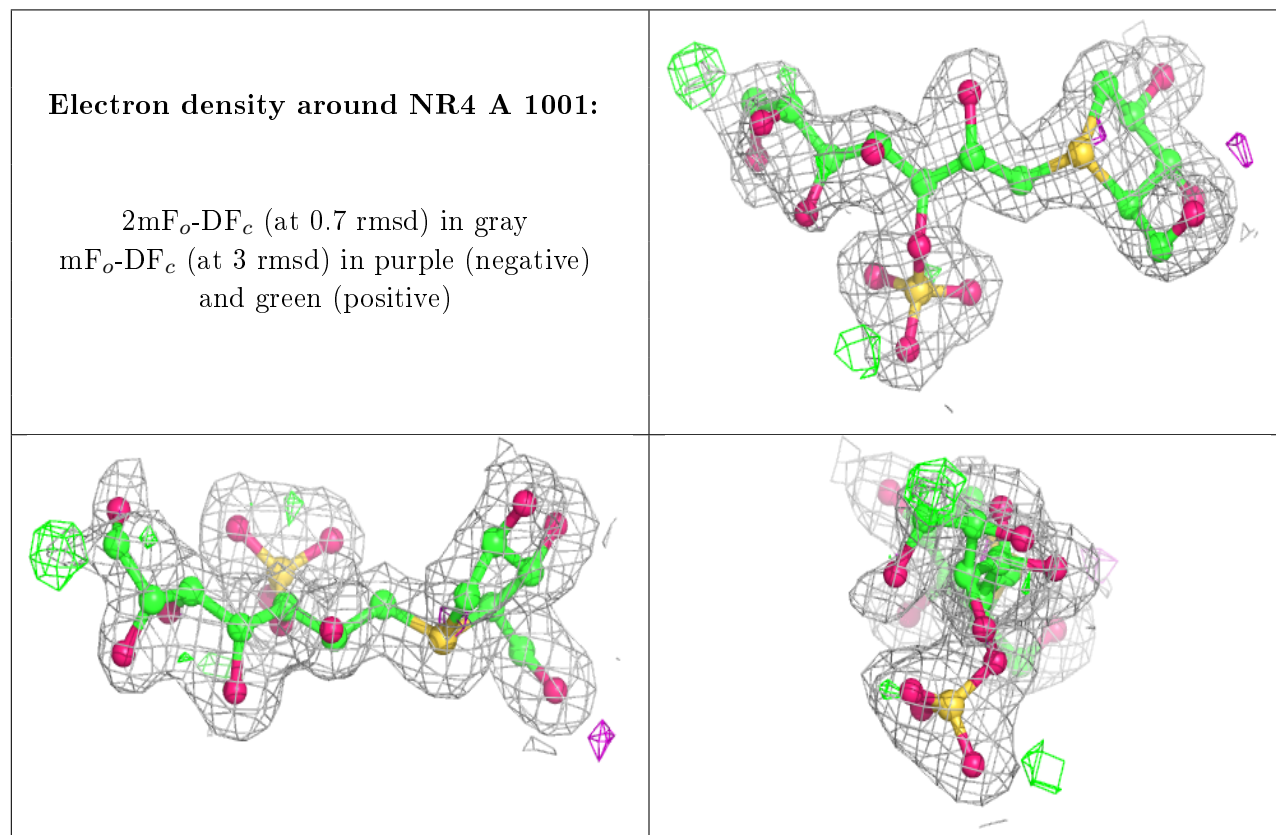 Electron density around NR4 A 1001:
2mFₒ-DF𝒸 (at 0.7 rmsd) in gray
mFₒ-DF𝒸 (at 3 rmsd) in purple (negative)
and green (positive)